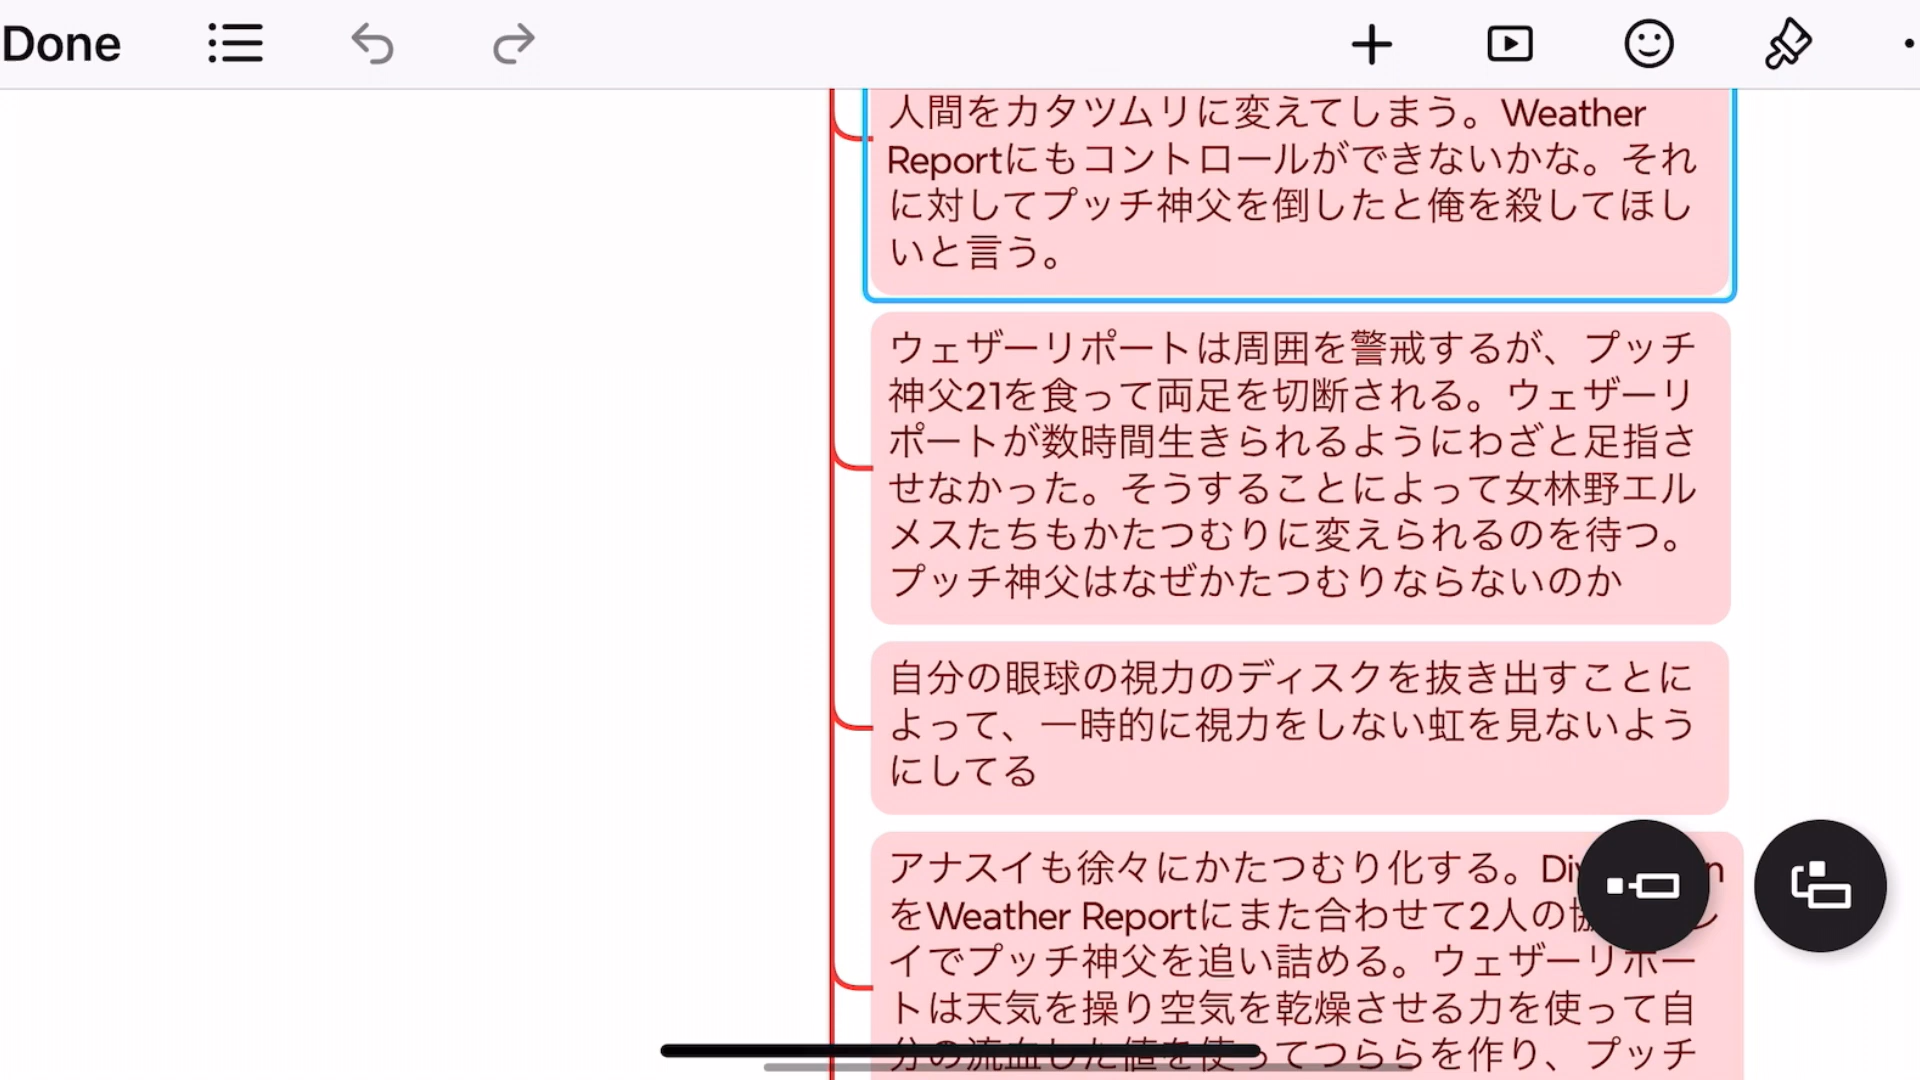 Done
人間をカタツムリに変えてしまう。Weather
Reportにもコントロールができないかな。それ
に対してプッチ神父を倒したと俺を殺してほし
いと言う。
ウェザーリポートは周囲を警戒するが、プッチ
神父21を食って両足を切断される。ウェザーリ
ポートが数時間生きられるようにわざと足指さ
せなかった。そうすることによって女林野エル
メスたちもかたつむりに変えられるのを待つ。
プッチ神父はなぜかたつむりならないのか
自分の眼球の視力のディスクを抜き出すことに
よって、一時的に視力をしない虹を見ないよう
にしてる
アナスイも徐々にかたつむり化する。
をWeather Reportにまた合わせて2人の
イでプッチ神父を追い詰める。ウェザーリポー
トは天気を操り空気を乾燥させる力を使って自
分の流血した値を使ってつららを作り、プッチ